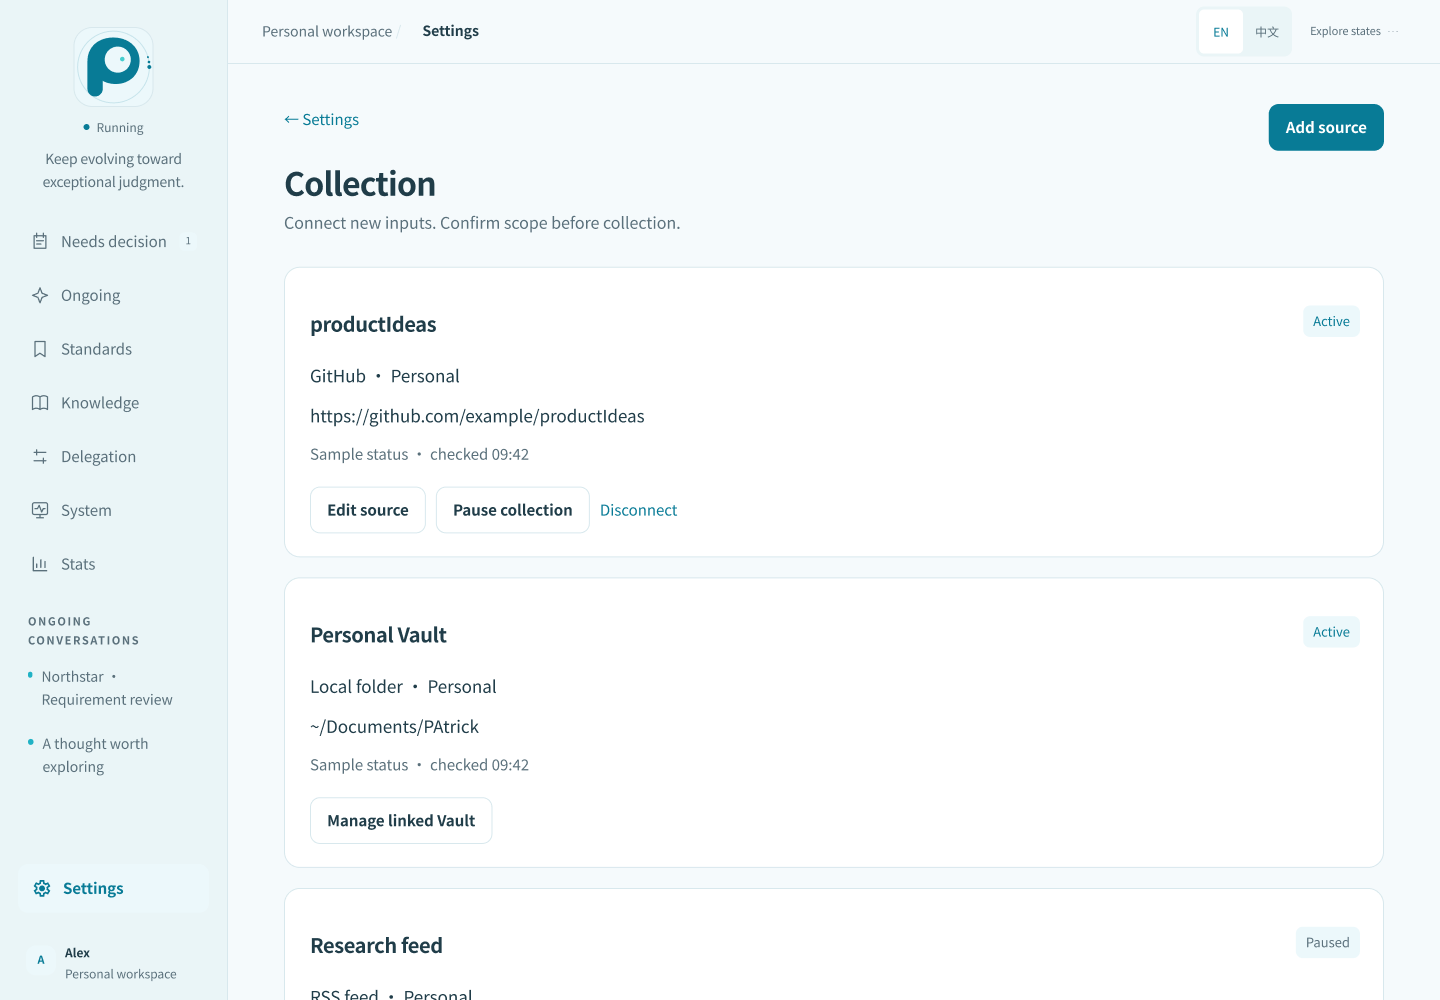 Running
Keep evolving toward
exceptional judgment.
Needs decision 1
Ongoing
Standards
Knowledge
Delegation
System
Stats
ONGOING
CONVERSATIONS
Northstar •
Requirement review
A thought worth
exploring
Settings
A
Alex
Personal workspace
Personal workspace / Settings
EN 中文 Explore states ···
← Settings
Add source
Collection
Connect new inputs. Confirm scope before collection.
productIdeas
Active
GitHub • Personal
https://github.com/example/productIdeas
Sample status • checked 09:42
Edit source Pause collection Disconnect
Personal Vault
Active
Local folder • Personal
~/Documents/PAtrick
Sample status • checked 09:42
Manage linked Vault
Research feed
Paused
RSS feed • Personal